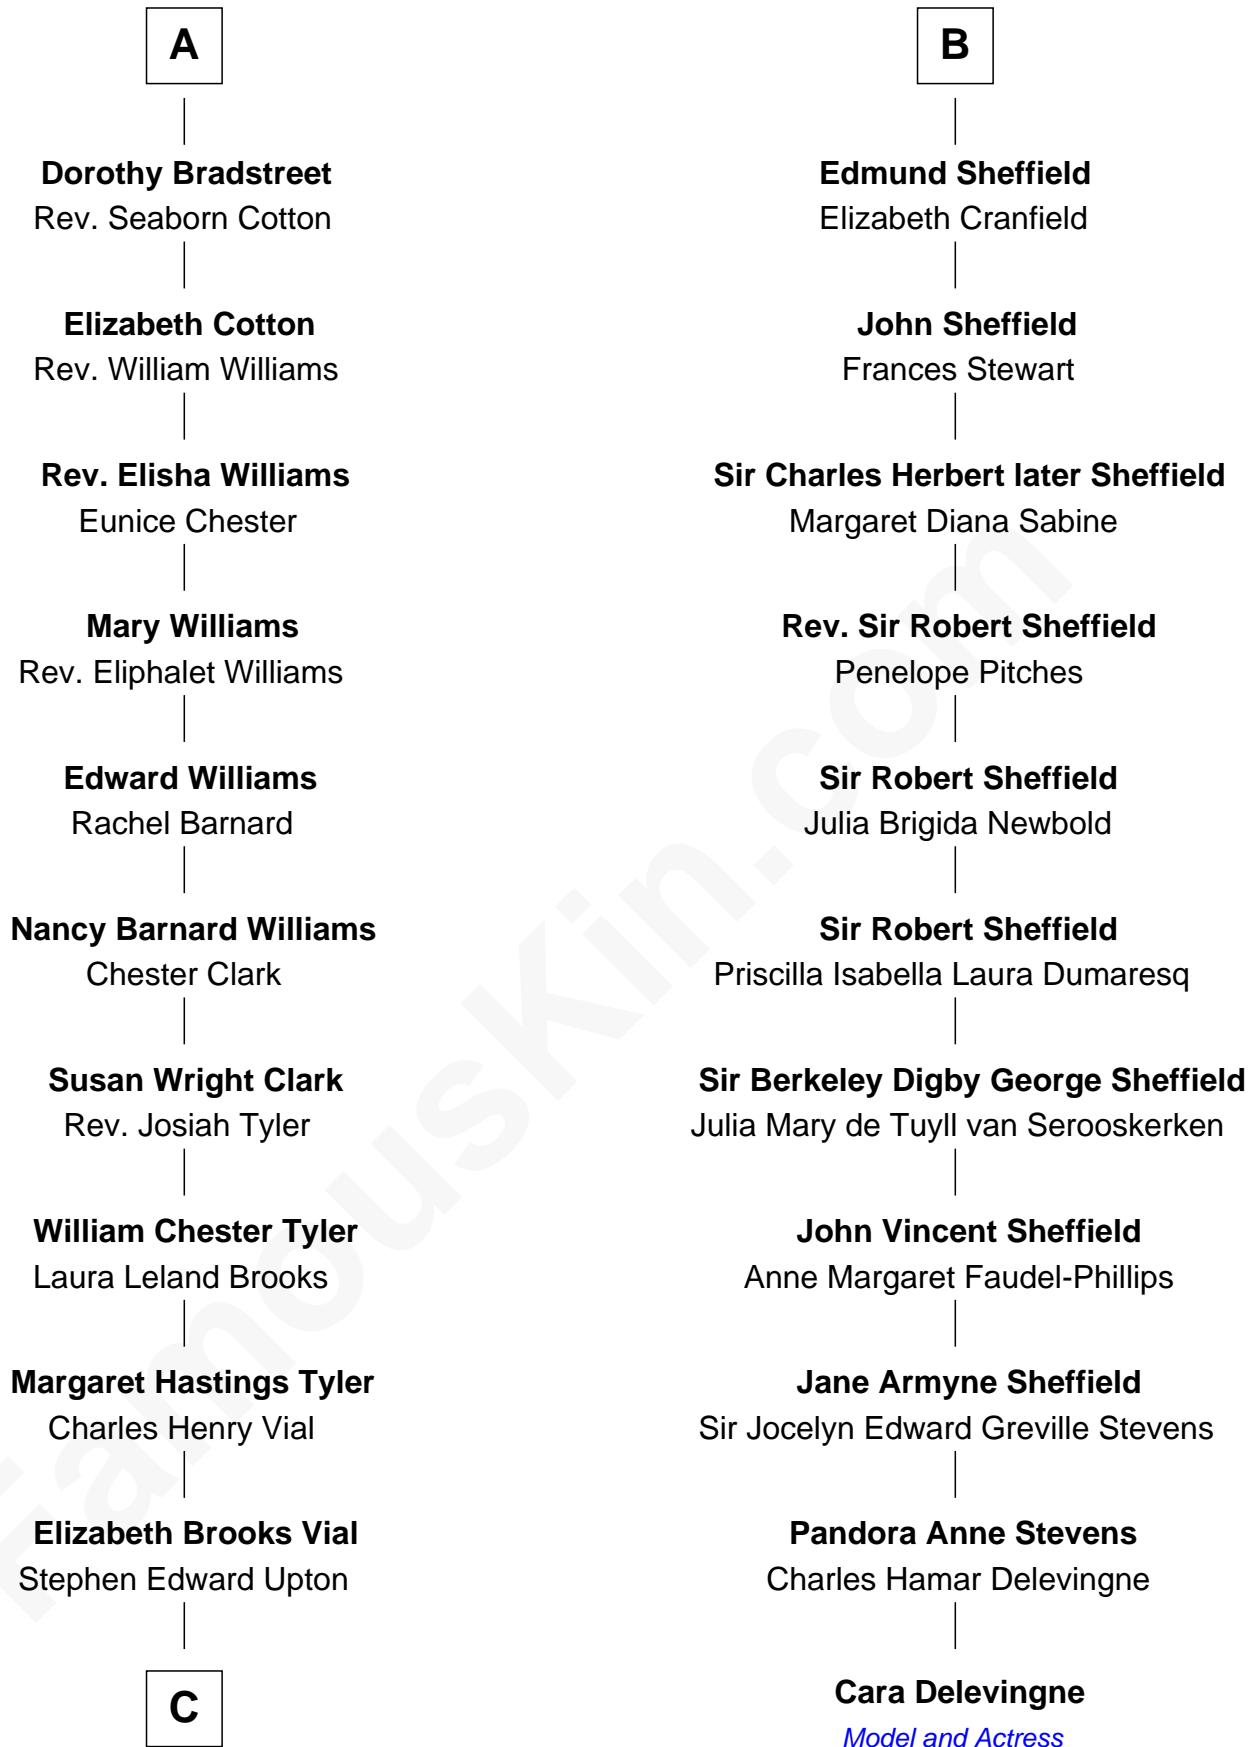 A
Dorothy Bradstreet
Rev. Seaborn Cotton
Elizabeth Cotton
Rev. William Williams
Rev. Elisha Williams
Eunice Chester
Mary Williams
Rev. Eliphalet Williams
Edward Williams
Rachel Barnard
Nancy Barnard Williams
Chester Clark
Susan Wright Clark
Rev. Josiah Tyler
William Chester Tyler
Laura Leland Brooks
Margaret Hastings Tyler
Charles Henry Vial
Elizabeth Brooks Vial
Stephen Edward Upton
C
B
Edmund Sheffield
Elizabeth Cranfield
John Sheffield
Frances Stewart
Sir Charles Herbert later Sheffield
Margaret Diana Sabine
Rev. Sir Robert Sheffield
Penelope Pitches
Sir Robert Sheffield
Julia Brigida Newbold
Sir Robert Sheffield
Priscilla Isabella Laura Dumaresq
Sir Berkeley Digby George Sheffield
Julia Mary de Tuyll van Serooskerken
John Vincent Sheffield
Anne Margaret Faudel-Phillips
Jane Armyne Sheffield
Sir Jocelyn Edward Greville Stevens
Pandora Anne Stevens
Charles Hamar Delevingne
Cara Delevingne
Model and Actress
FamousKin.com